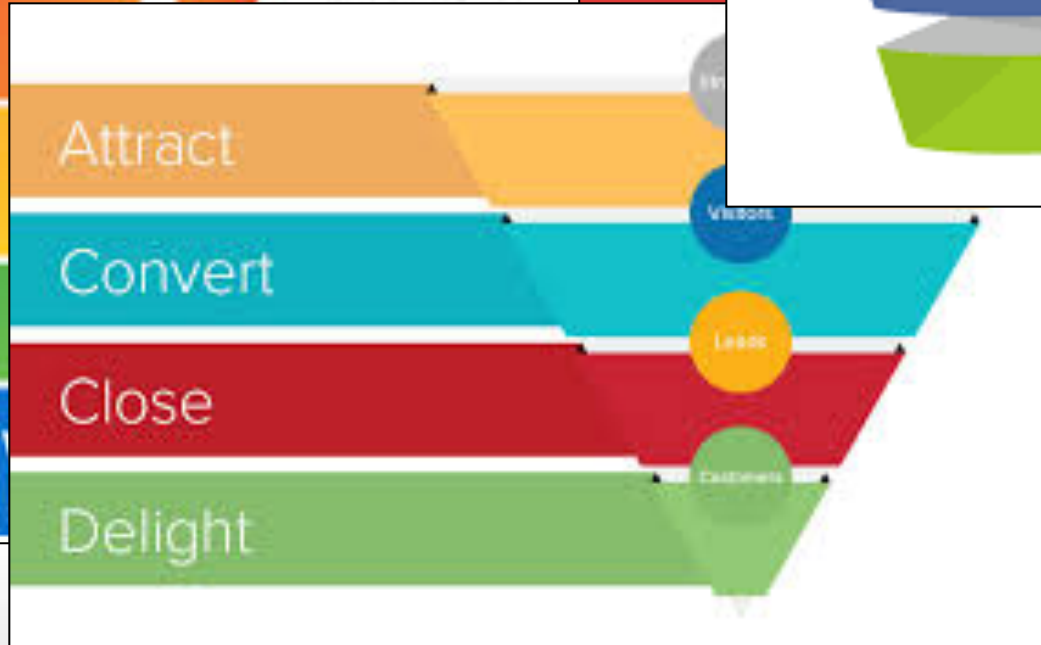 Attract
Visitors
Convert
Leads
Close
Customers
Delight